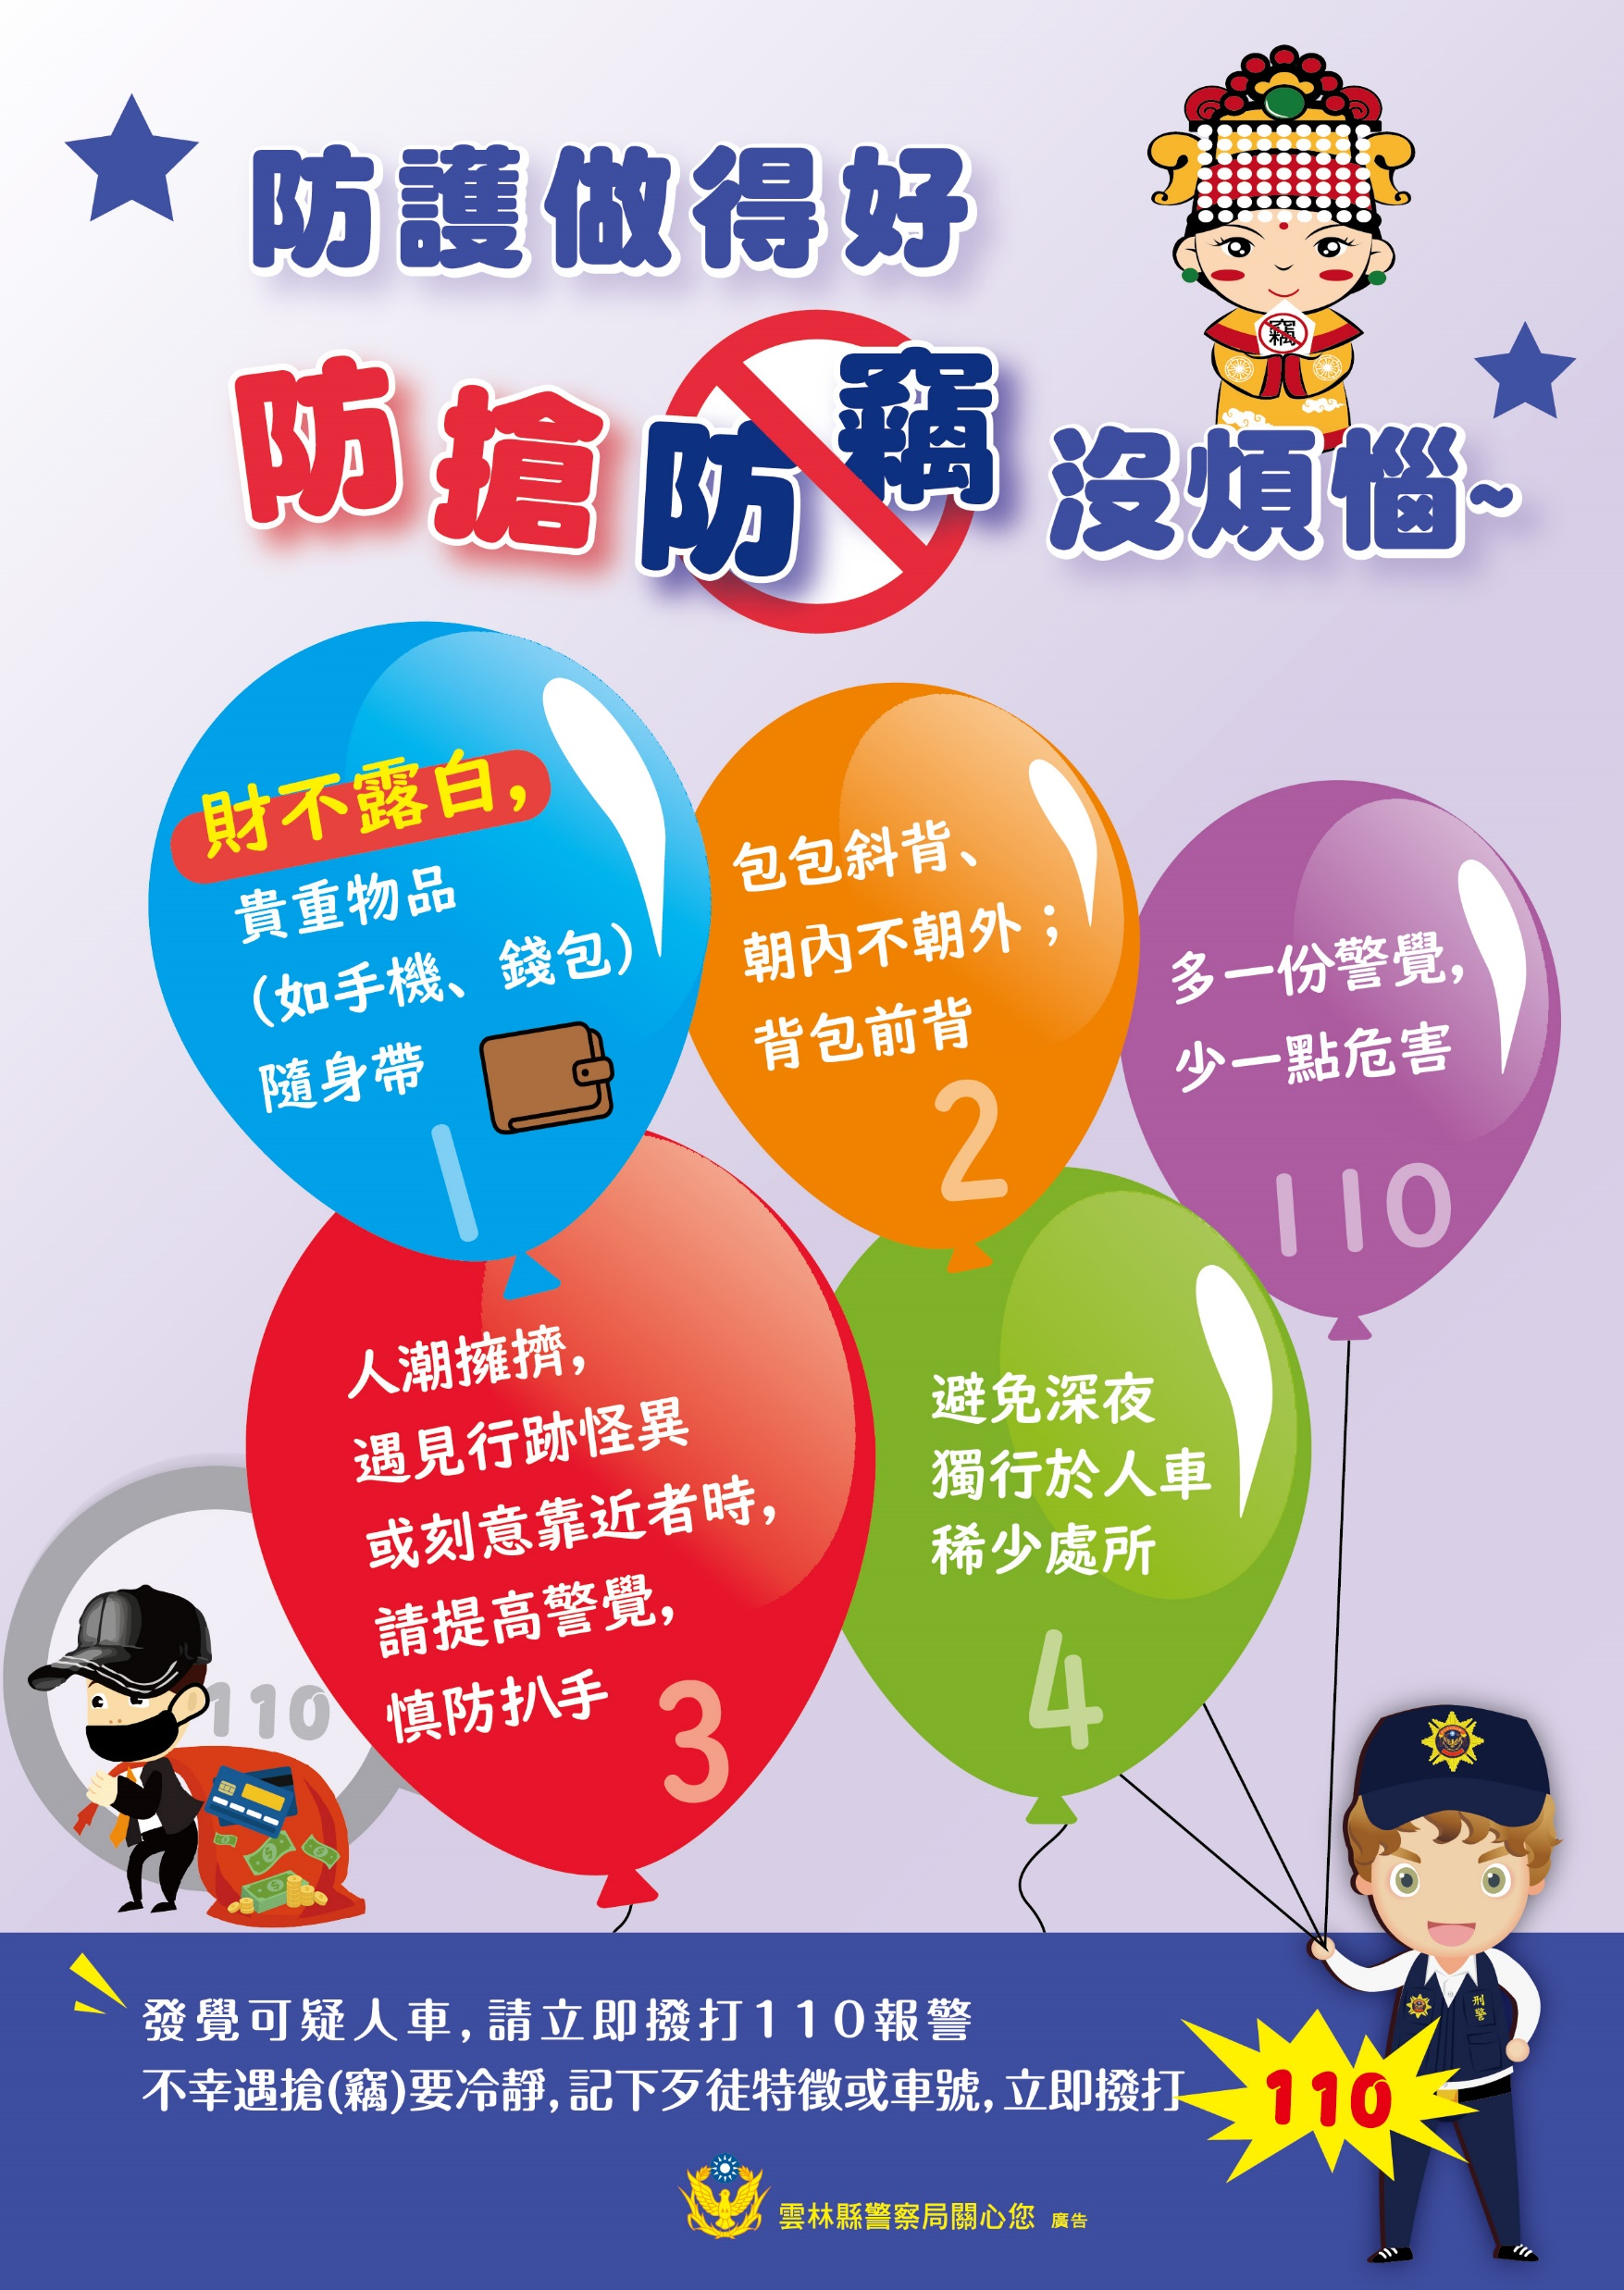 防護做得好
竊
防搶防竊沒煩惱~
財不露白,
貴重物品
(如手機、錢包)
隨身帶
1
包包斜背、
朝內不朝外;
背包前背
2
多一份警覺,
少一點危害
110
人潮擁擠,
遇見行跡怪異
或刻意靠近者時,
請提高警覺,
慎防扒手
3
避免深夜
獨行於人車
稀少處所
4
110
刑警
發覺可疑人車,請立即撥打110報警
不幸遇搶(竊)要冷靜,記下歹徒特徵或車號,立即撥打
110
雲林縣警察局關心您 廣告